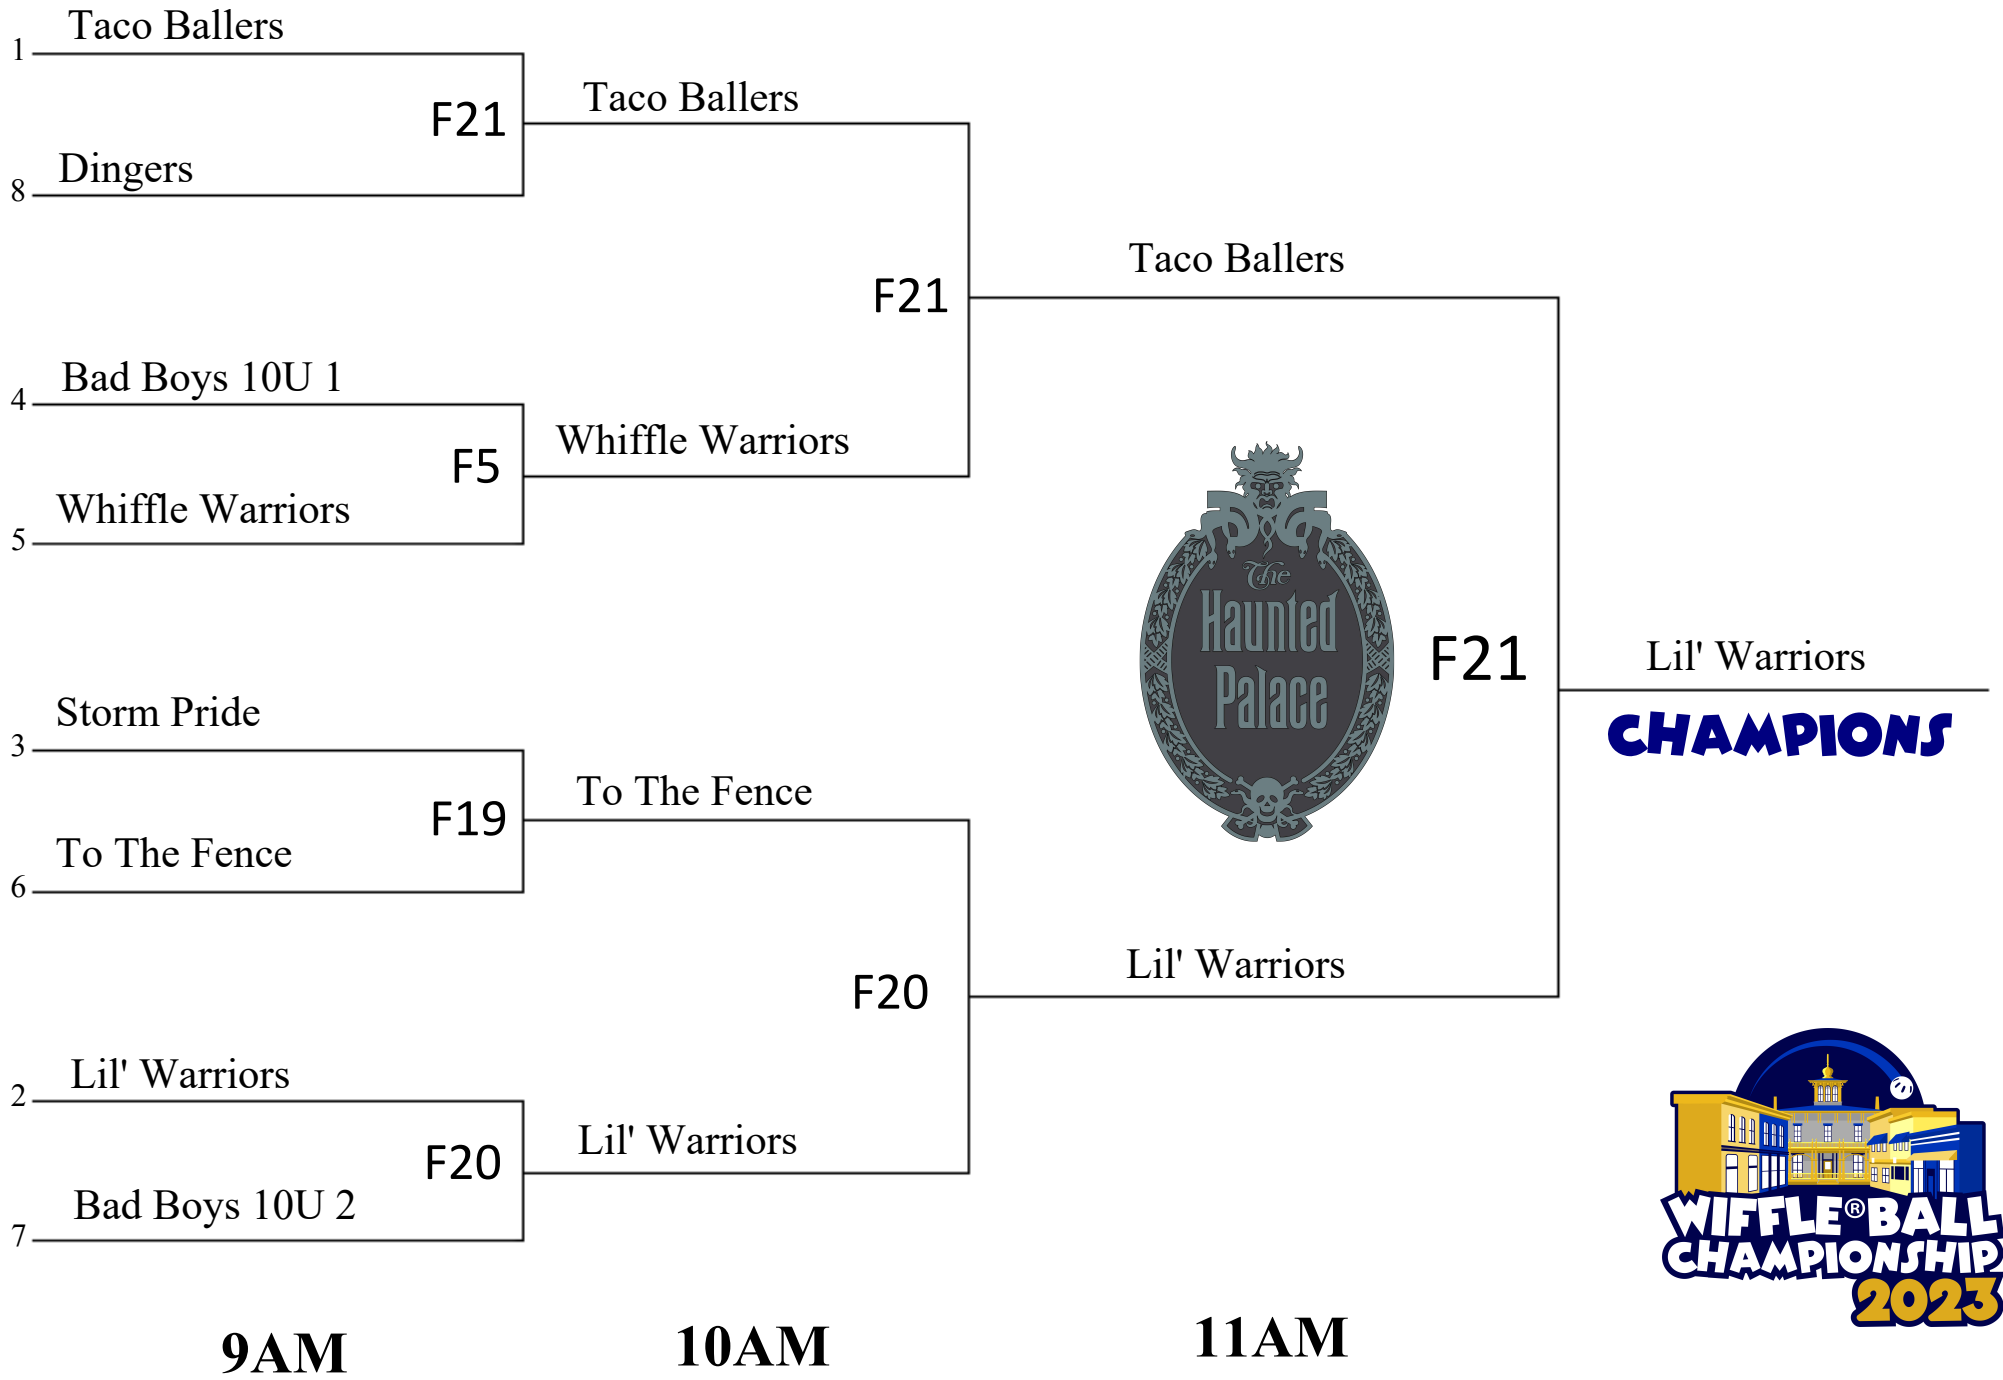 Taco Ballers
1
F21
Dingers
8
Taco Ballers
Bad Boys 10U 1
4
F5
Whiffle Warriors
5
Whiffle Warriors
F21
Taco Ballers
Storm Pride
3
F19
To The Fence
6
To The Fence
Lil' Warriors
2
F20
Bad Boys 10U 2
7
Lil' Warriors
F20
Lil' Warriors
The
Haunted
Palace
F21
Lil' Warriors
CHAMPIONS
WIFFLE® BALL
CHAMPIONSHIP
2023
9AM
10AM
11AM